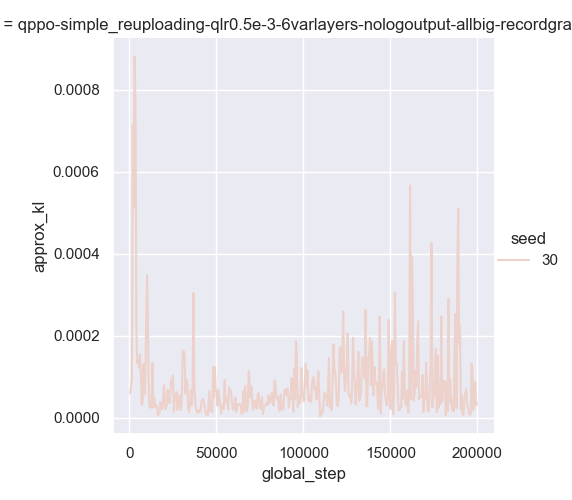 = qppo-simple_reuploading-qlr0.5e-3-6varlayers-nologoutput-allbig-recordgra
0.0008
0.0006
0.0004
0.0002
0.0000
approx_kl
0
50000
100000
150000
200000
global_step
seed
30